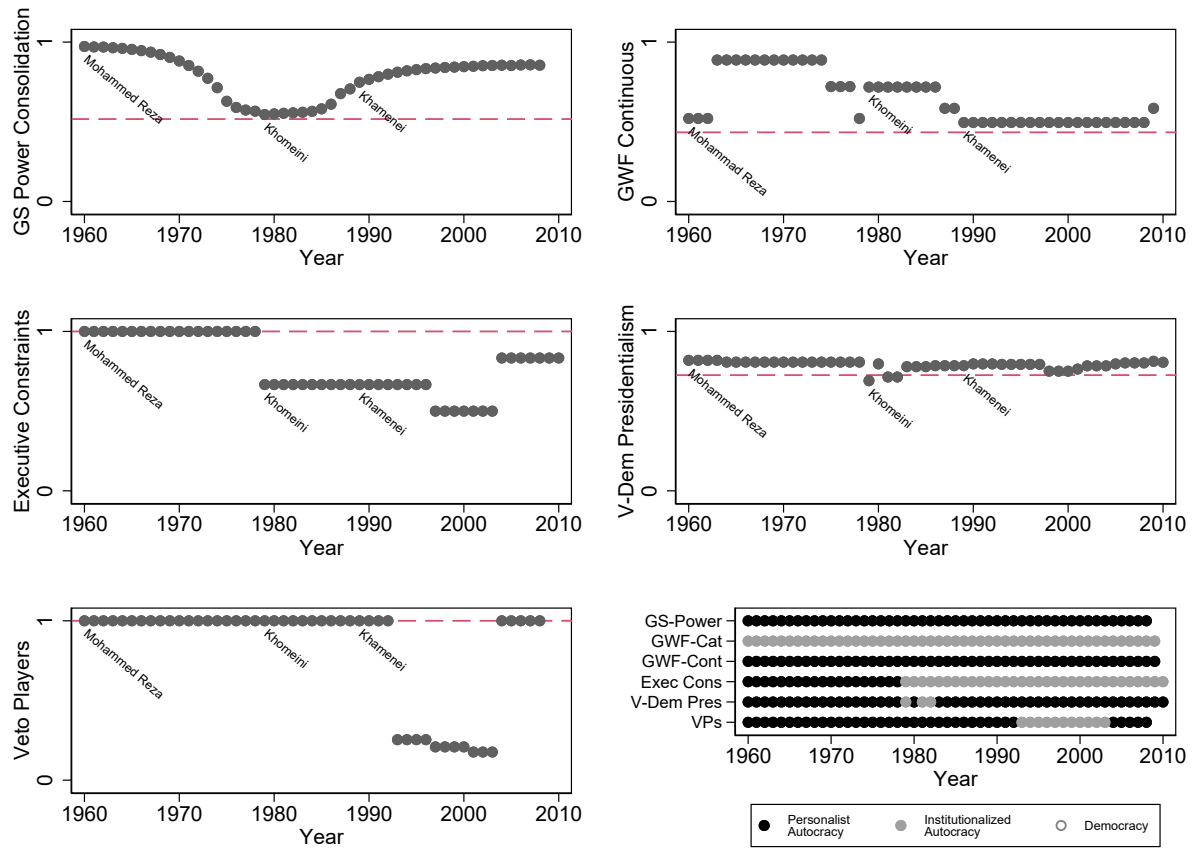 GS Power Consolidation
1
0
Mohammed Reza
Khomeini
Khamenei
1960 1970 1980 1990 2000 2010
Year
GWF Continuous
1
0
Mohammad Reza
Khomeini
Khamenei
1960 1970 1980 1990 2000 2010
Year
Executive Constraints
1
0
Mohammed Reza
Khomeini
Khamenei
1960 1970 1980 1990 2000 2010
Year
V-Dem Presidentialism
1
0
Mohammed Reza
Khomeini
Khamenei
1960 1970 1980 1990 2000 2010
Year
Veto Players
1
0
Mohammed Reza
Khomeini
Khamenei
1960 1970 1980 1990 2000 2010
Year
GS-Power
GWF-Cat
GWF-Cont
Exec Cons
V-Dem Pres
VPs
1960 1970 1980 1990 2000 2010
Year
Personalist
Autocracy
Institutionalized
Autocracy
Democracy